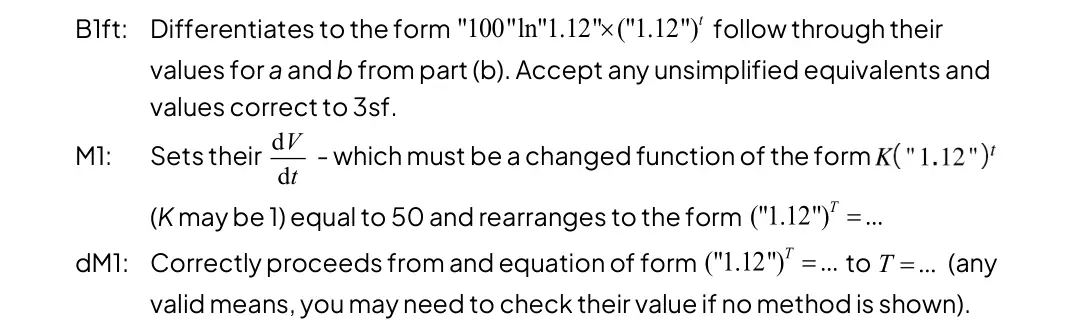 B1ft: Differentiates to the form "100"ln"1.12"×("1.12")^t follow through their
values for a and b from part (b). Accept any unsimplified equivalents and
values correct to 3sf.
M1: Sets their dV/dt - which must be a changed function of the form K("1.12")^t
(K may be 1) equal to 50 and rearranges to the form ("1.12")^T = ...
dM1: Correctly proceeds from and equation of form ("1.12")^T = ... to T = ... (any
valid means, you may need to check their value if no method is shown).